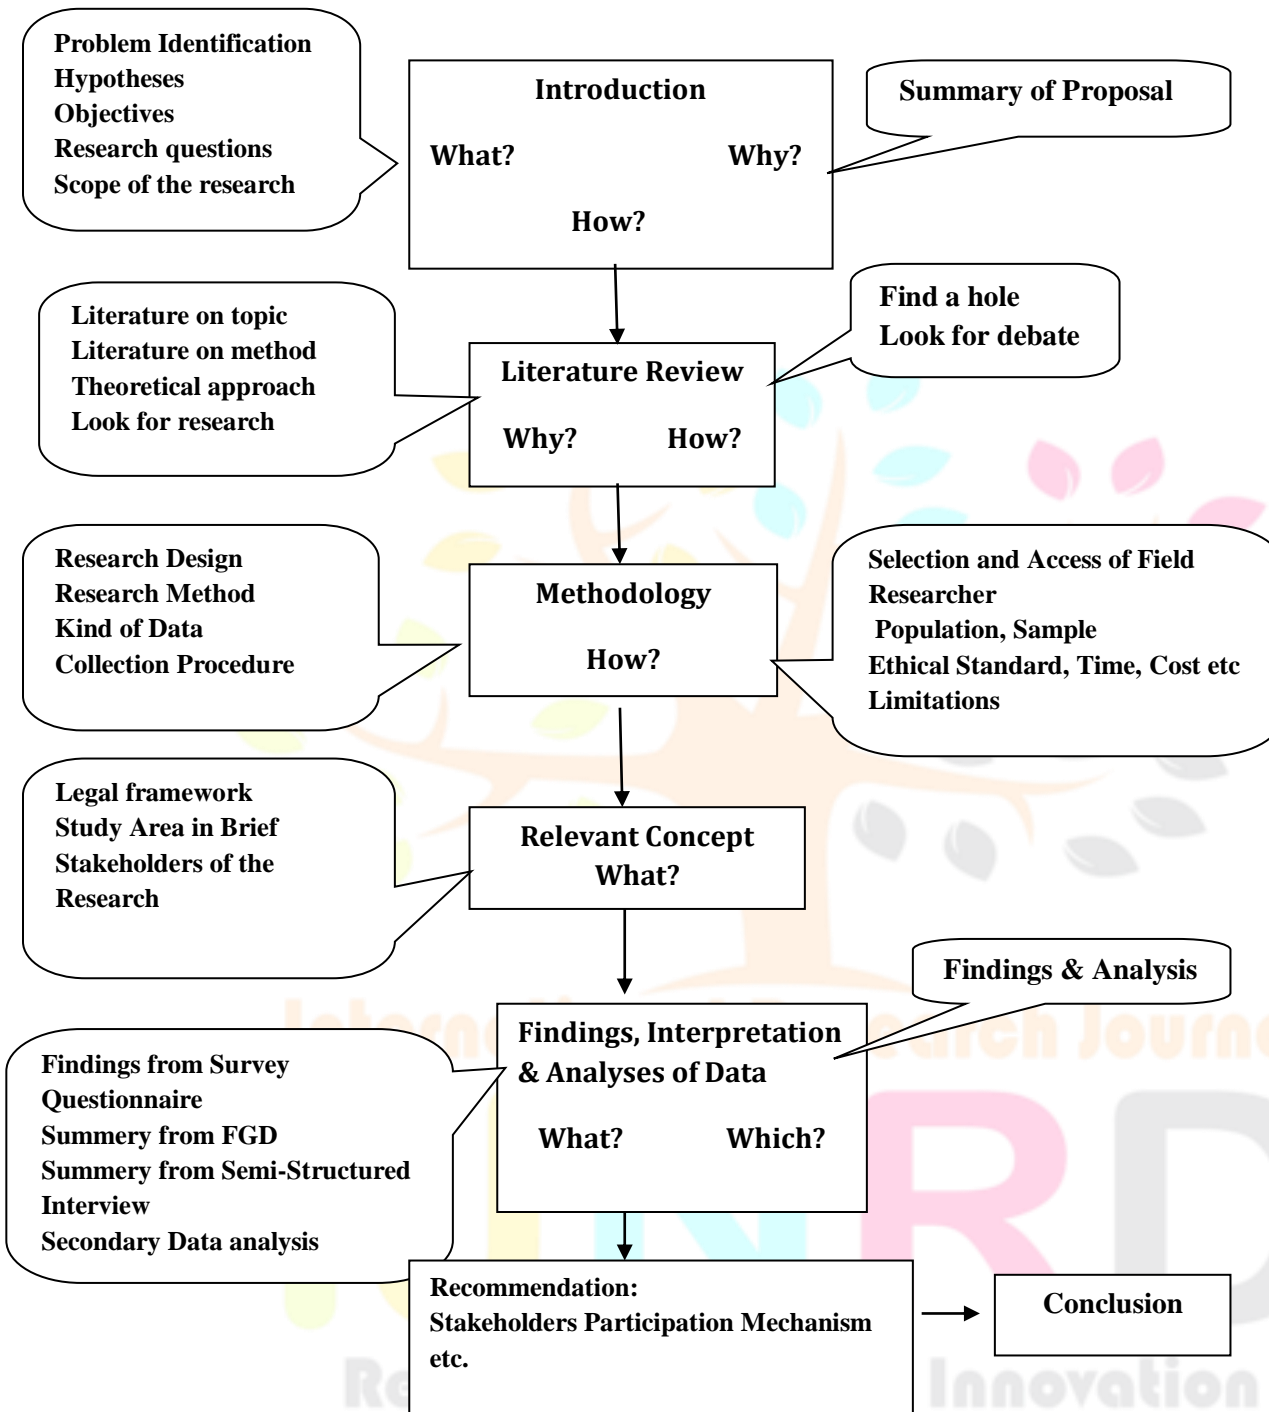 Problem Identification
Hypotheses
Objectives
Research questions
Scope of the research
Introduction
What? Why?
How?
Summary of Proposal
Literature on topic
Literature on method
Theoretical approach
Look for research
Literature Review
Why? How?
Find a hole
Look for debate
Research Design
Research Method
Kind of Data
Collection Procedure
Methodology
How?
Selection and Access of Field
Researcher
Population, Sample
Ethical Standard, Time, Cost etc
Limitations
Legal framework
Study Area in Brief
Stakeholders of the
Research
Relevant Concept
What?
Findings & Analysis
Findings, Interpretation
& Analyses of Data
What? Which?
Findings from Survey
Questionnaire
Summery from FGD
Summery from Semi-Structured
Interview
Secondary Data analysis
Recommendation:
Stakeholders Participation Mechanism
etc.
Conclusion
Innovation